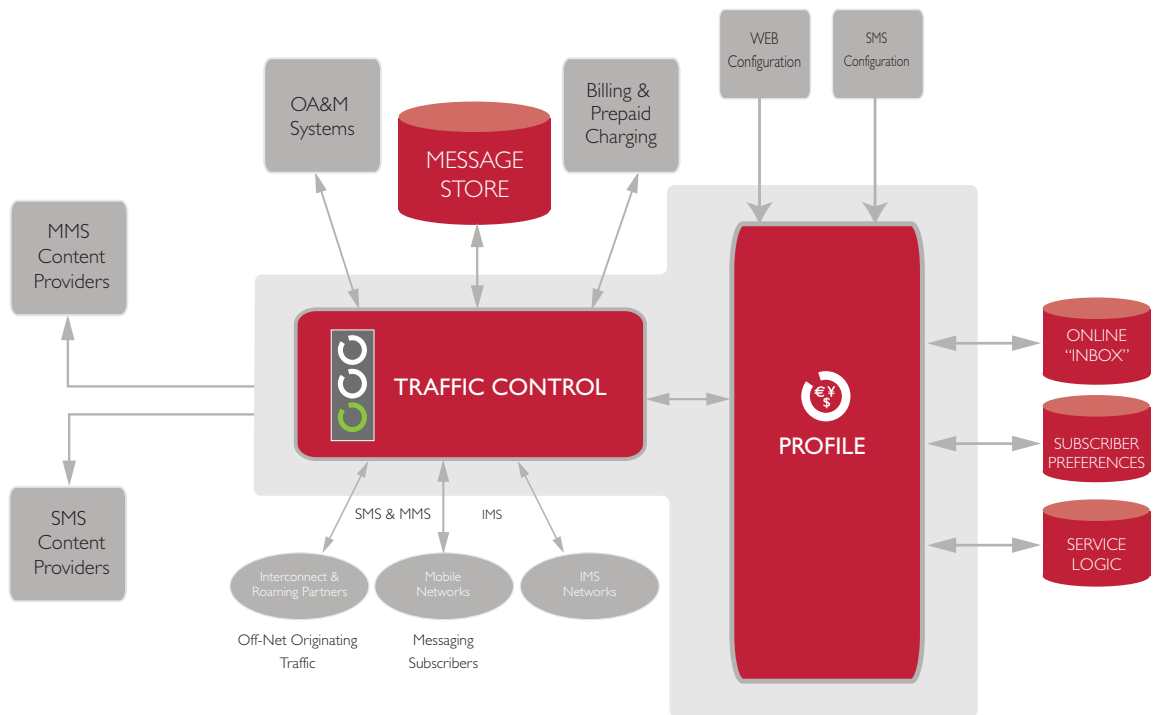 WEB
Configuration
SMS
Configuration
OA&M
Systems
MESSAGE
STORE
Billing &
Prepaid
Charging
MMS
Content
Providers
TRAFFIC CONTROL
€ ¥
$
PROFILE
ONLINE
“INBOX”
SUBSCRIBER
PREFERENCES
SERVICE
LOGIC
SMS
Content
Providers
SMS & MMS
IMS
Interconnect &
Roaming Partners
Mobile
Networks
IMS
Networks
Off-Net Originating
Traffic
Messaging
Subscribers